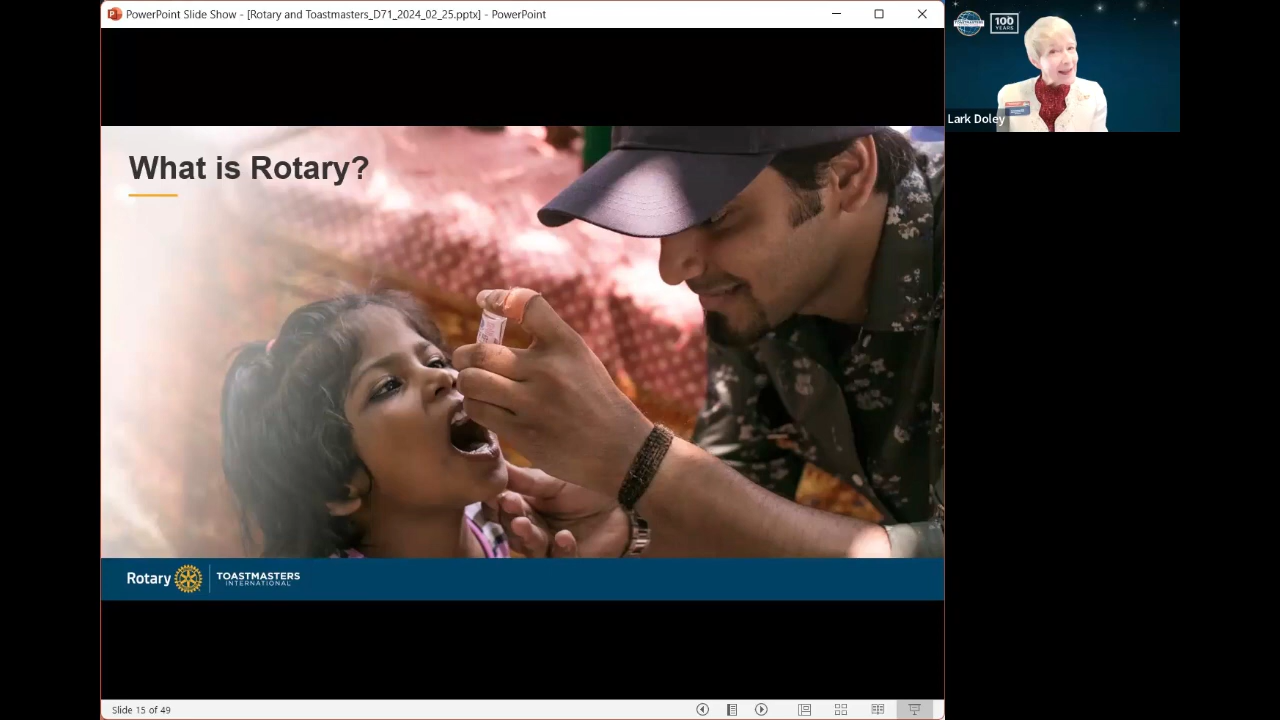 PowerPoint Slide Show - [Rotary and Toastmasters_D71_2024_02_25.pptx] - PowerPoint
100
YEARS
Lark Doley
What is Rotary?
Rotary
TOASTMASTERS
INTERNATIONAL
Slide 15 of 49